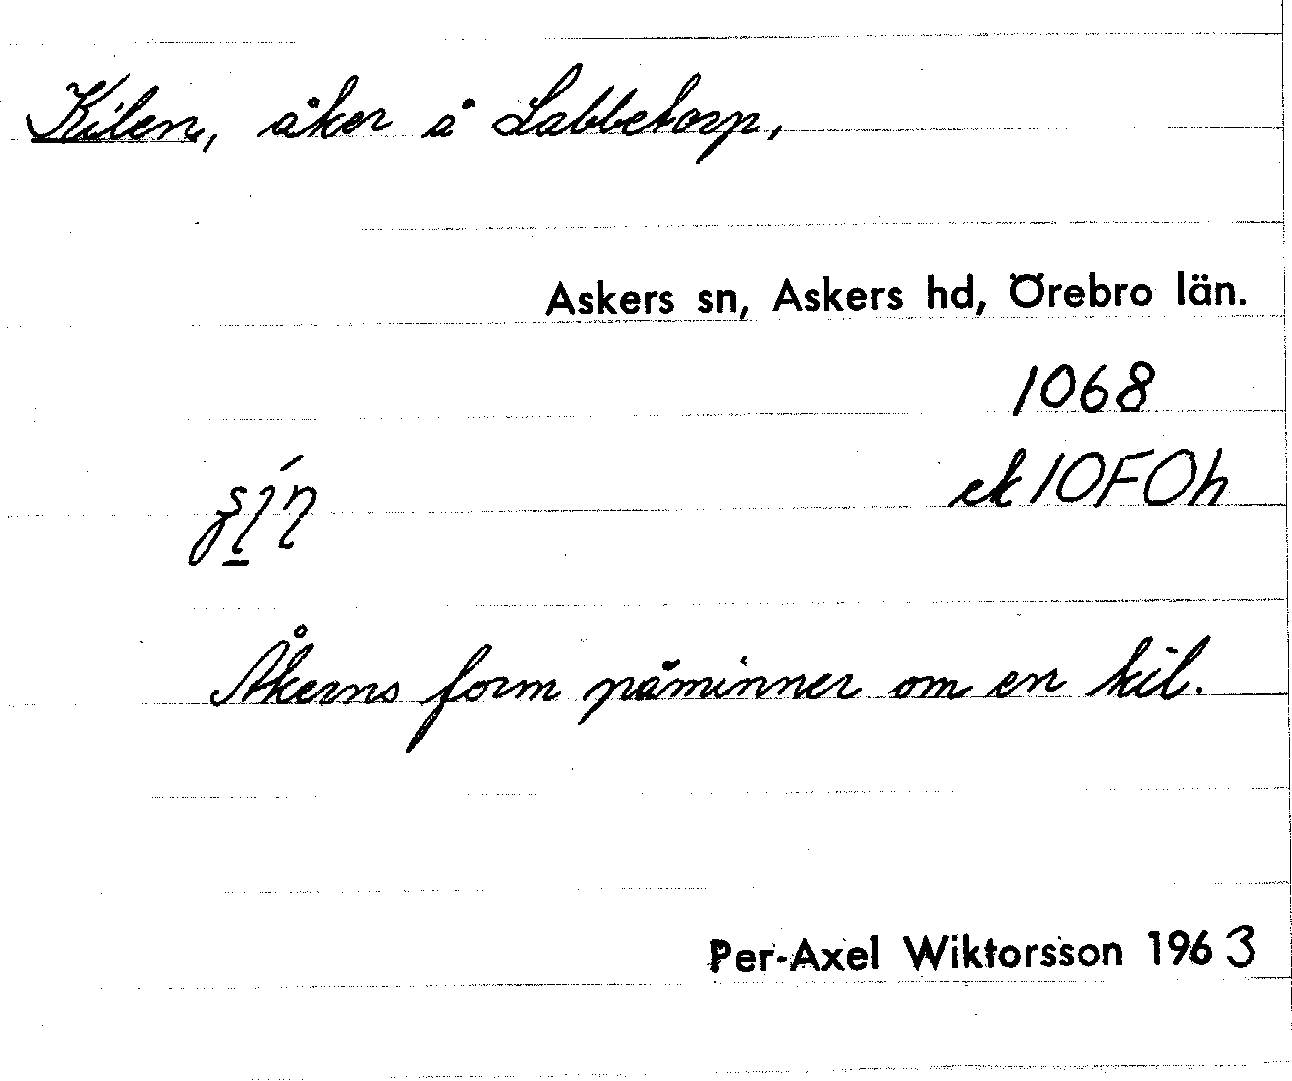 Kilen, åker å Labbetorp,
Askers sn, Askers hd, Örebro län.
1068
ek 10F0h
Åkerns form påminner om en kil.
Per-Axel Wiktorsson 1963